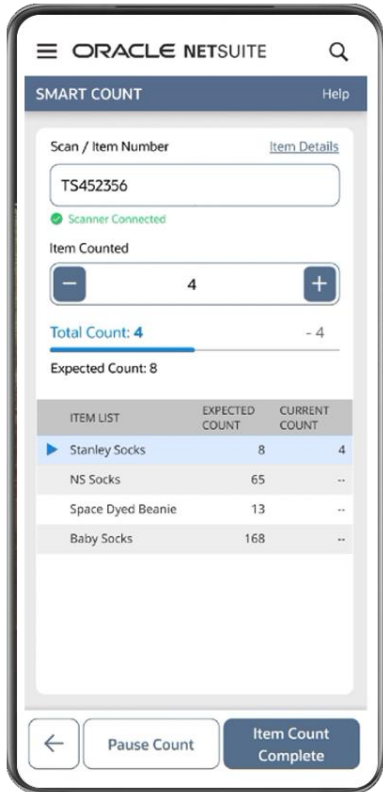 ORACLE NETSUITE
SMART COUNT Help
Scan / Item Number Item Details
TS452356
Scanner Connected
Item Counted
− 4 +
Total Count: 4 - 4
Expected Count: 8
ITEM LIST EXPECTED COUNT CURRENT COUNT
Stanley Socks 8 4
NS Socks 65 --
Space Dyed Beanie 13 --
Baby Socks 168 --
Pause Count
Item Count
Complete